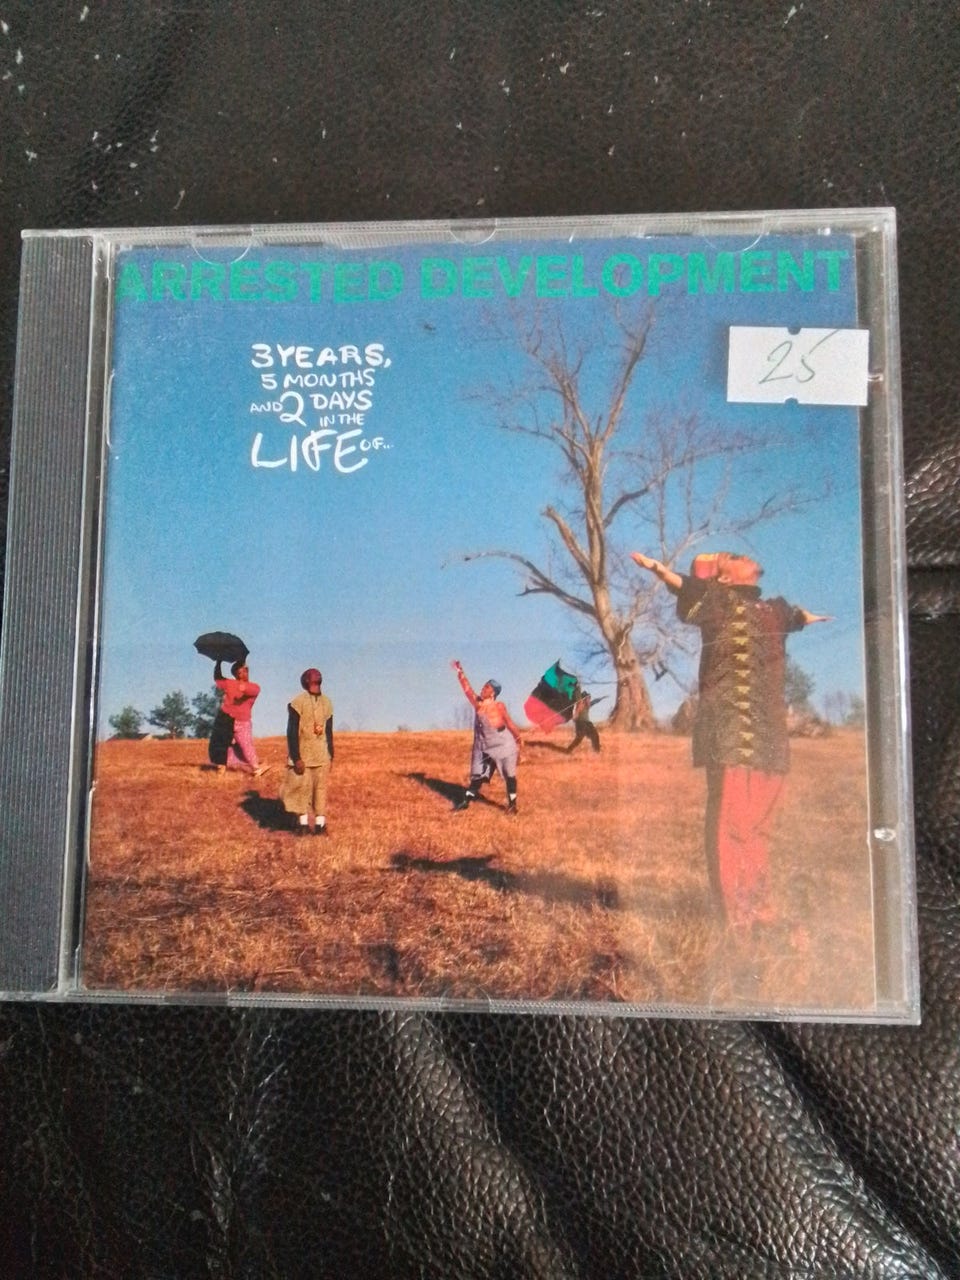 ARRESTED DEVELOPMENT
3 YEARS,
5 MONTHS
AND 2 DAYS
IN THE
LIFE OF...
25